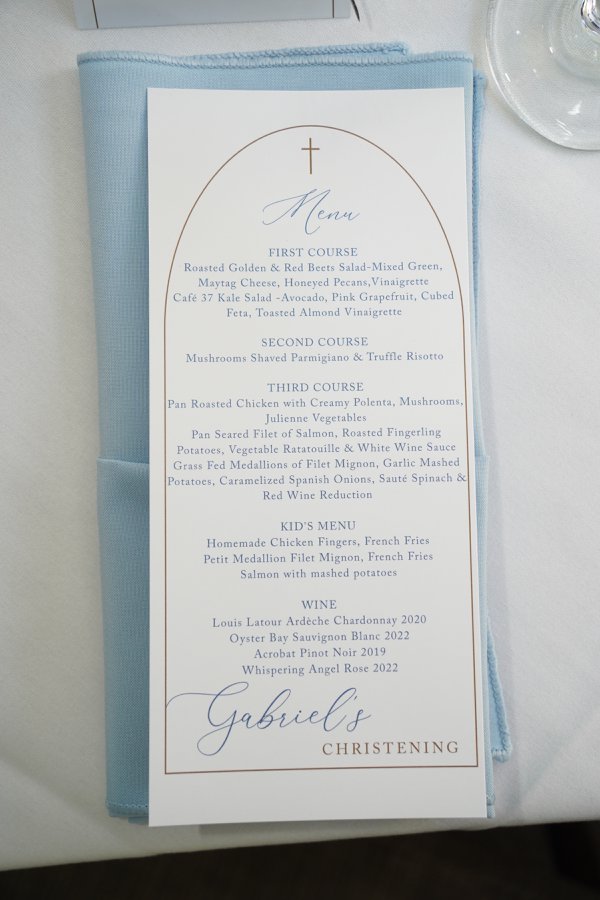 Menu
FIRST COURSE
Roasted Golden & Red Beets Salad-Mixed Green,
Maytag Cheese, Honeyed Pecans,Vinaigrette
Café 37 Kale Salad -Avocado, Pink Grapefruit, Cubed
Feta, Toasted Almond Vinaigrette
SECOND COURSE
Mushrooms Shaved Parmigiano & Truffle Risotto
THIRD COURSE
Pan Roasted Chicken with Creamy Polenta, Mushrooms,
Julienne Vegetables
Pan Seared Filet of Salmon, Roasted Fingerling
Potatoes, Vegetable Ratatouille & White Wine Sauce
Grass Fed Medallions of Filet Mignon, Garlic Mashed
Potatoes, Caramelized Spanish Onions, Sauté Spinach &
Red Wine Reduction
KID'S MENU
Homemade Chicken Fingers, French Fries
Petit Medallion Filet Mignon, French Fries
Salmon with mashed potatoes
WINE
Louis Latour Ardèche Chardonnay 2020
Oyster Bay Sauvignon Blanc 2022
Acrobat Pinot Noir 2019
Whispering Angel Rose 2022
Gabriel's
CHRISTENING